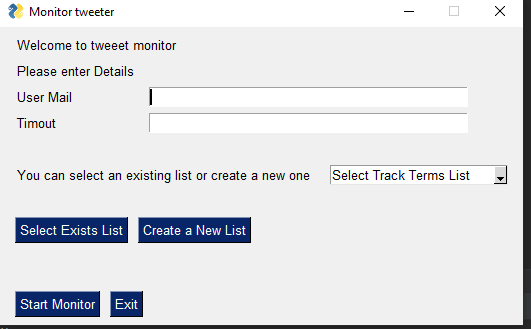 Monitor tweeter
Welcome to tweeet monitor
Please enter Details
User Mail
Timout
You can select an existing list or create a new one Select Track Terms List
Select Exists List Create a New List
Start Monitor Exit